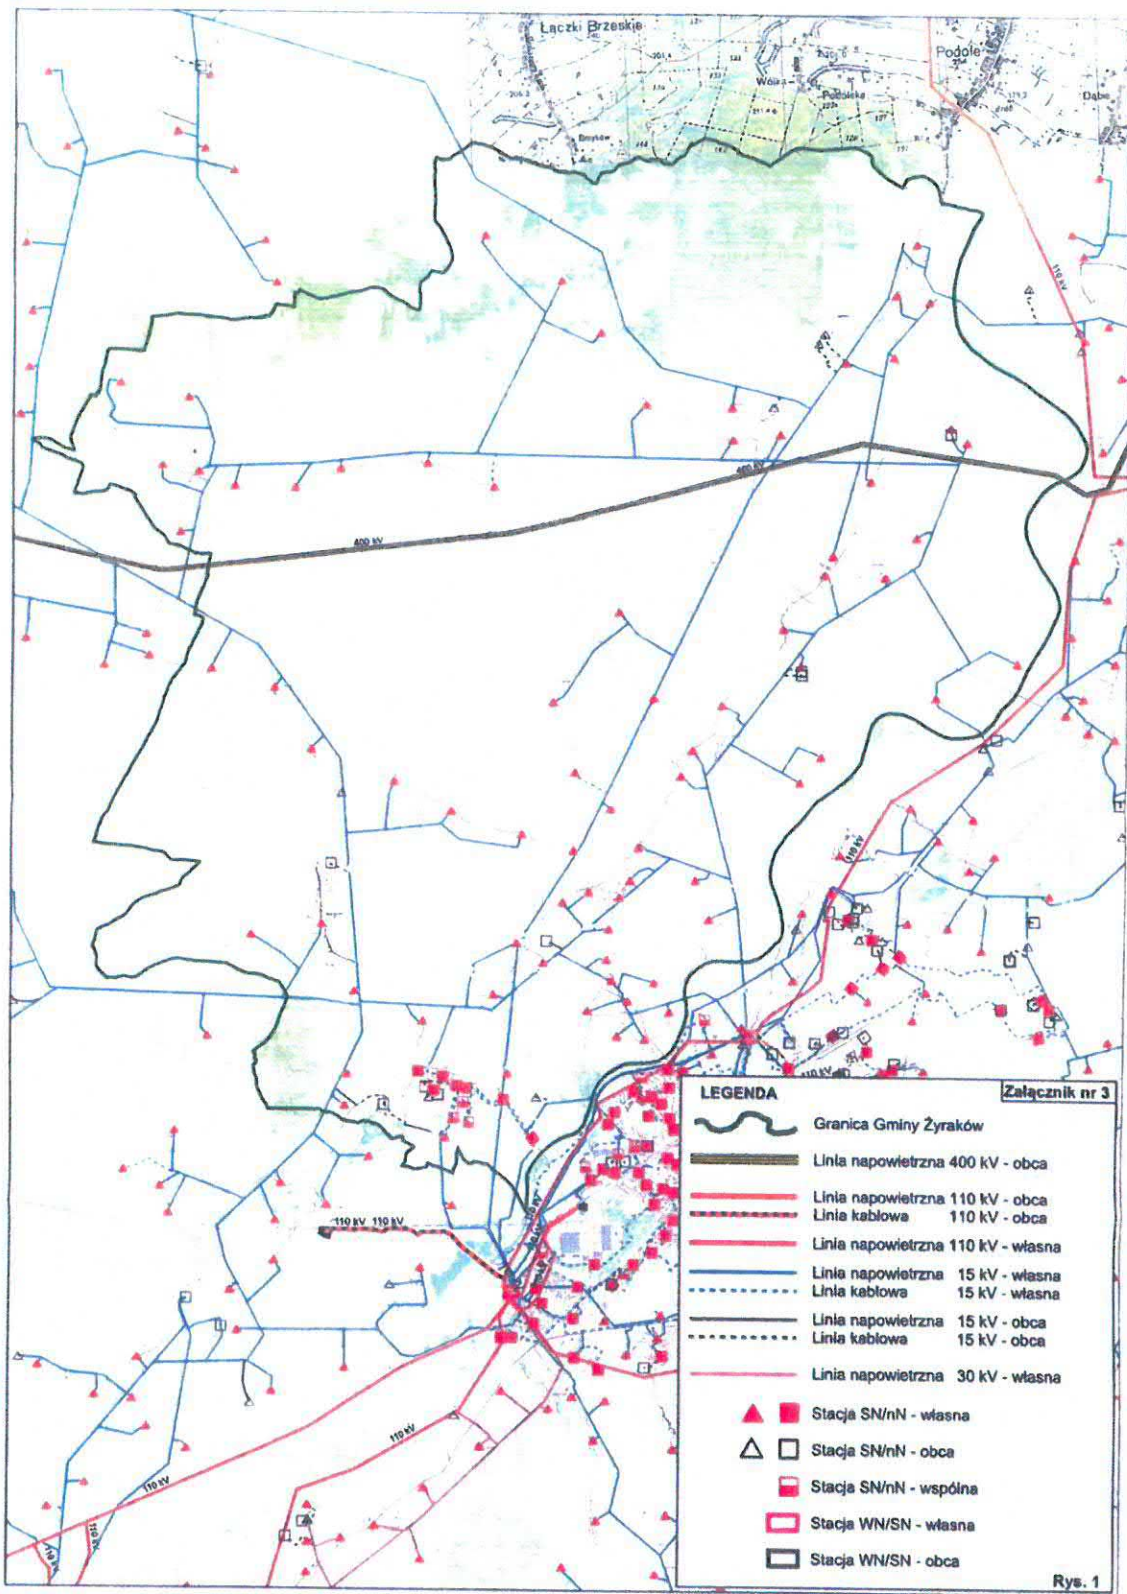 Łączki Brzeskie
Podole
Wólka
Podolcka
Dąbie
110 kV
400 kV
400 kV
110 kV
110 kV
110 kV 110 kV
110 kV
110 kV
110 kV
110 kV
LEGENDA
Załącznik nr 3
Granica Gminy Żyraków
Linia napowietrzna 400 kV - obca
Linia napowietrzna 110 kV - obca
Linia kablowa 110 kV - obca
Linia napowietrzna 110 kV - własna
Linia napowietrzna 15 kV - własna
Linia kablowa 15 kV - własna
Linia napowietrzna 15 kV - obca
Linia kablowa 15 kV - obca
Linia napowietrzna 30 kV - własna
Stacja SN/nN - własna
Stacja SN/nN - obca
Stacja SN/nN - wspólna
Stacja WN/SN - własna
Stacja WN/SN - obca
Rys. 1